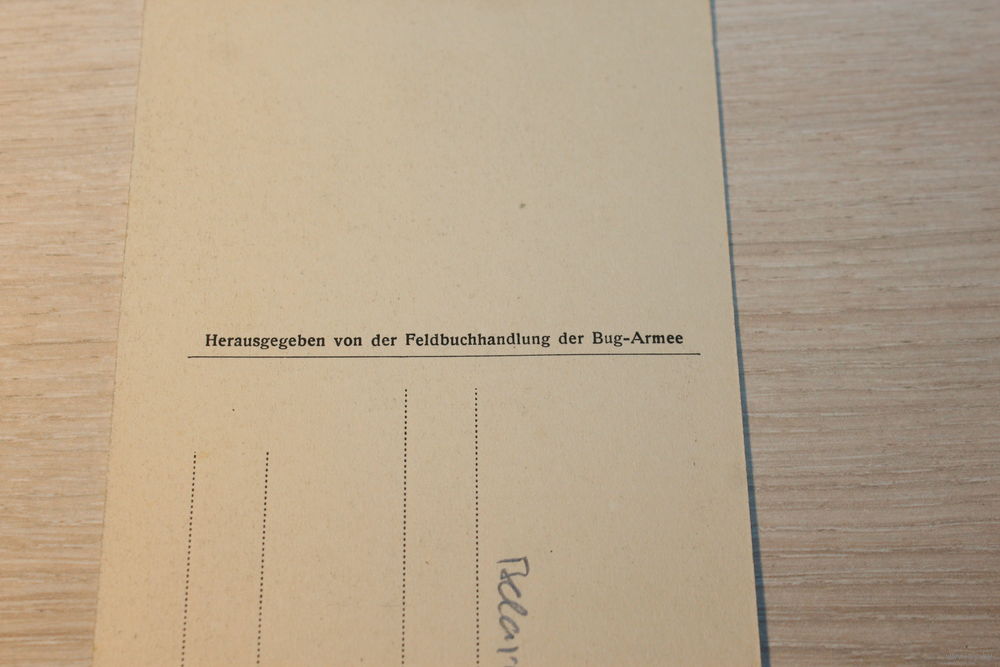 Herausgegeben von der Feldbuchhandlung der Bug-Armee